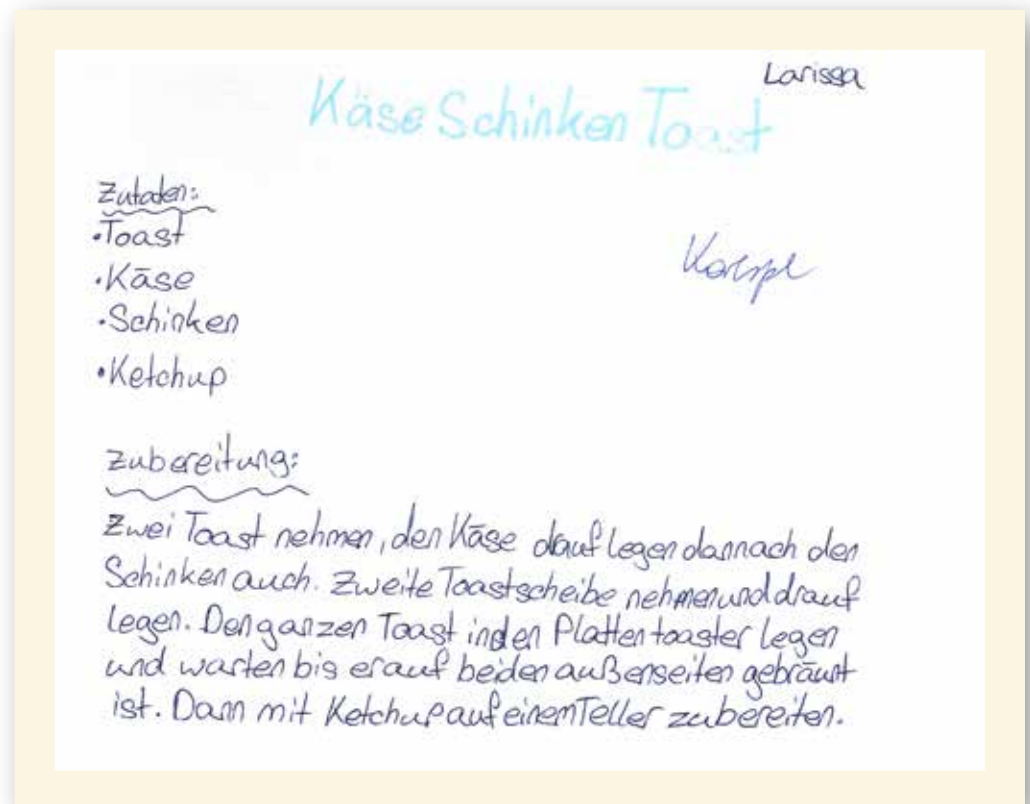 Larissa
Käse Schinken Toast
Zutaten:
•Toast
•Käse
•Schinken
•Ketchup
Zubereitung:
Zwei Toast nehmen, den Käse dauf legen dannach den
Schinken auch. Zweite Toastscheibe nehmen und drauf
legen. Den ganzen Toast in den Plattentoaster legen
und warten bis er auf beiden außenseiten gebräunt
ist. Dann mit Ketchup auf einem Teller zubereiten.